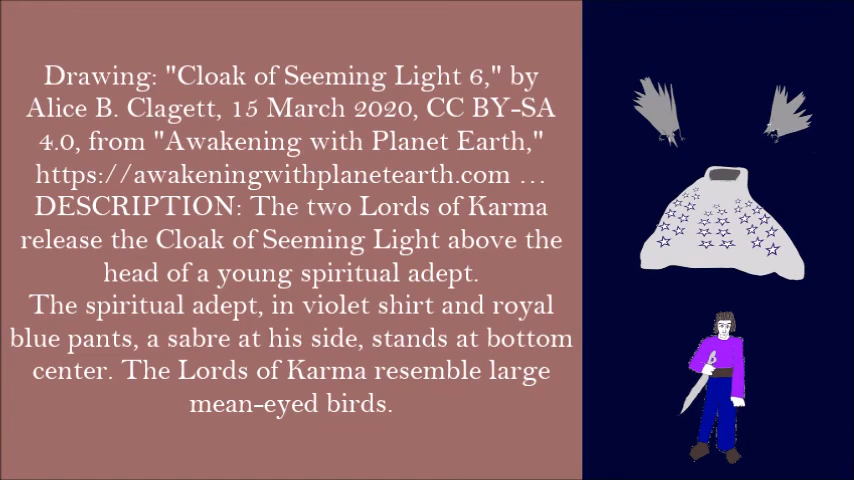 Drawing: "Cloak of Seeming Light 6," by
Alice B. Clagett, 15 March 2020, CC BY-SA
4.0, from "Awakening with Planet Earth,"
https://awakeningwithplanetearth.com …
DESCRIPTION: The two Lords of Karma
release the Cloak of Seeming Light above the
head of a young spiritual adept.
The spiritual adept, in violet shirt and royal
blue pants, a sabre at his side, stands at bottom
center. The Lords of Karma resemble large
mean-eyed birds.